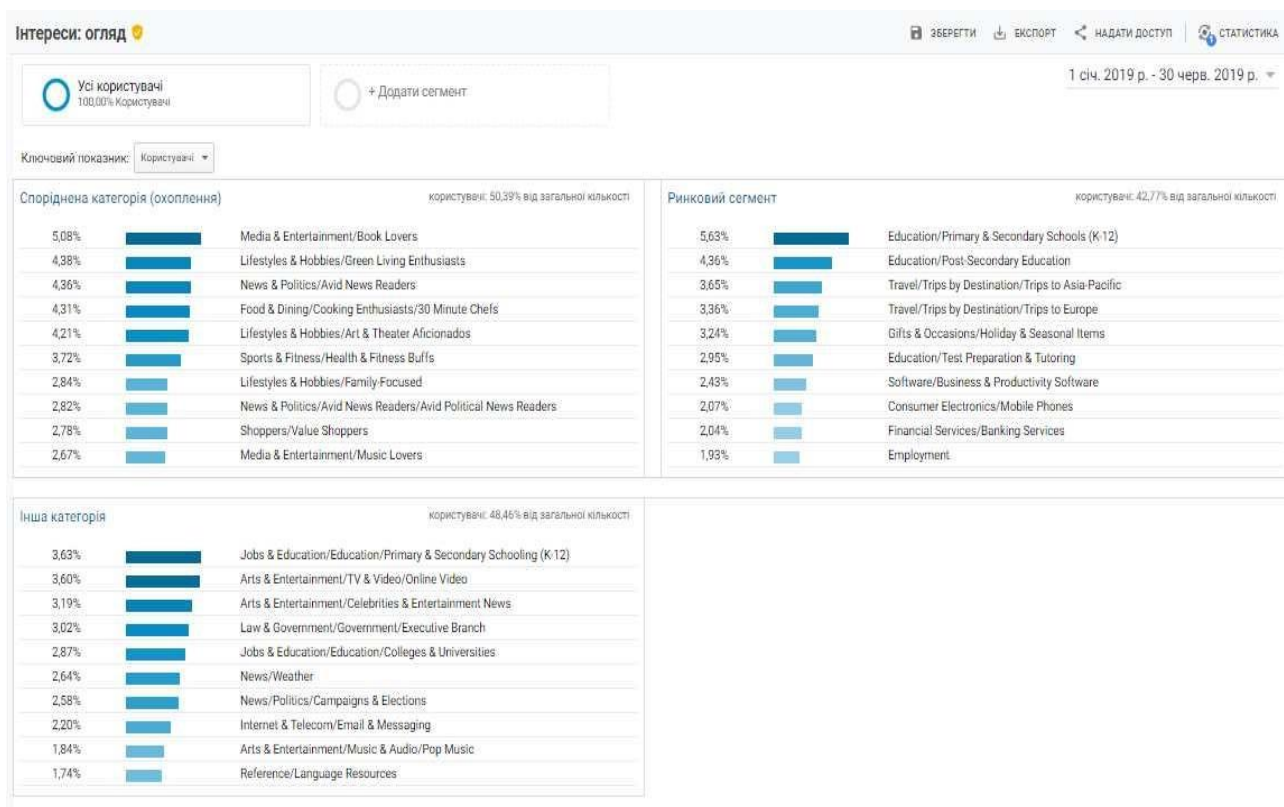 Інтереси: огляд
ЗБЕРЕГТИ ЕКСПОРТ НАДАТИ ДОСТУП СТАТИСТИКА
Усі користувачі
100,00% Користувачі
+ Додати сегмент
1 січ. 2019 р. - 30 черв. 2019 р.
Ключовий показник: Користувачі
Споріднена категорія (охоплення) користувачі: 50,39% від загальної кількості
5,08% Media & Entertainment/Book Lovers
4,38% Lifestyles & Hobbies/Green Living Enthusiasts
4,36% News & Politics/Avid News Readers
4,31% Food & Dining/Cooking Enthusiasts/30 Minute Chefs
4,21% Lifestyles & Hobbies/Art & Theater Aficionados
3,72% Sports & Fitness/Health & Fitness Buffs
2,84% Lifestyles & Hobbies/Family-Focused
2,82% News & Politics/Avid News Readers/Avid Political News Readers
2,78% Shoppers/Value Shoppers
2,67% Media & Entertainment/Music Lovers
Ринковий сегмент користувачі: 42,77% від загальної кількості
5,63% Education/Primary & Secondary Schools (K-12)
4,36% Education/Post-Secondary Education
3,65% Travel/Trips by Destination/Trips to Asia-Pacific
3,36% Travel/Trips by Destination/Trips to Europe
3,24% Gifts & Occasions/Holiday & Seasonal Items
2,95% Education/Test Preparation & Tutoring
2,43% Software/Business & Productivity Software
2,07% Consumer Electronics/Mobile Phones
2,04% Financial Services/Banking Services
1,93% Employment
Інша категорія користувачі: 48,46% від загальної кількості
3,63% Jobs & Education/Education/Primary & Secondary Schooling (K-12)
3,60% Arts & Entertainment/TV & Video/Online Video
3,19% Arts & Entertainment/Celebrities & Entertainment News
3,02% Law & Government/Government/Executive Branch
2,87% Jobs & Education/Education/Colleges & Universities
2,64% News/Weather
2,58% News/Politics/Campaigns & Elections
2,20% Internet & Telecom/Email & Messaging
1,84% Arts & Entertainment/Music & Audio/Pop Music
1,74% Reference/Language Resources